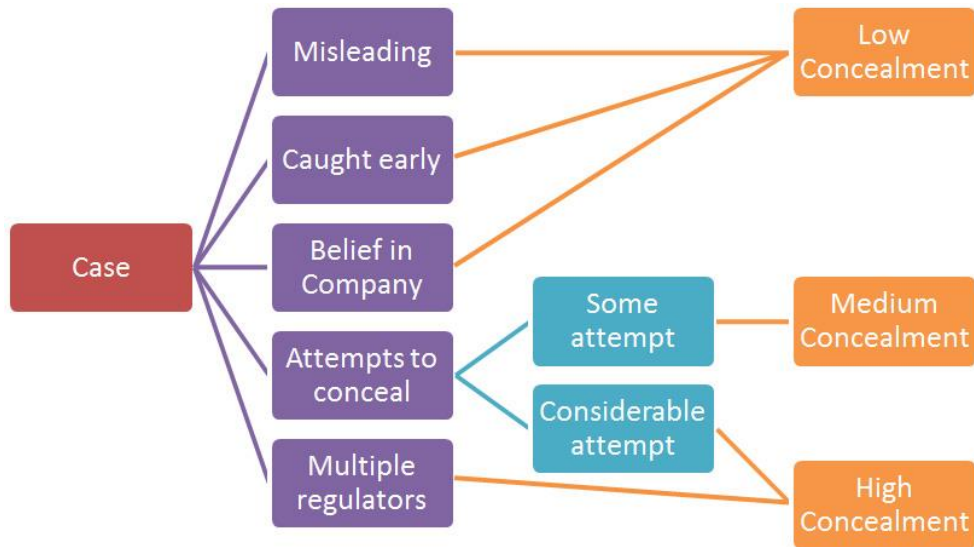 Case
Misleading
Caught early
Belief in
Company
Attempts to
conceal
Multiple
regulators
Some
attempt
Considerable
attempt
Low
Concealment
Medium
Concealment
High
Concealment